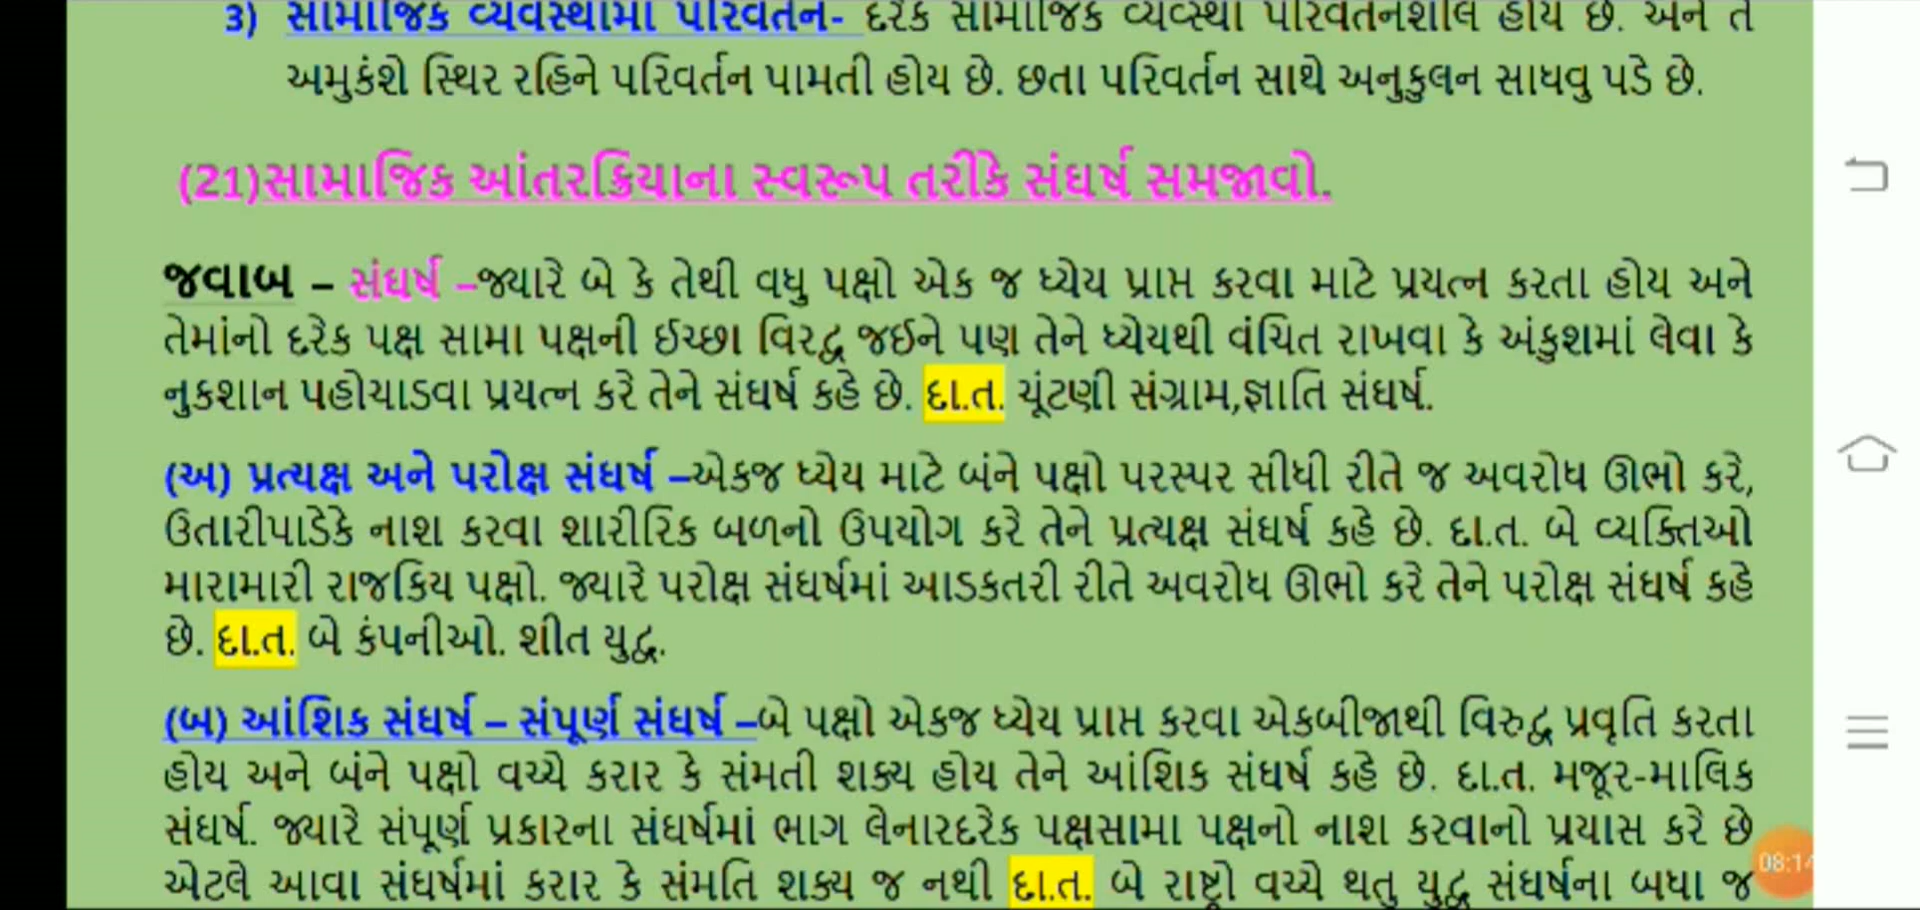 3) સામાજિક વ્યવસ્થામાં પરિવર્તન- દરેક સામાજિક વ્યવ્સ્થા પરિવર્તનશીલ હોય છે. અને તે
અમુકંશે સ્થિર રહિને પરિવર્તન પામતી હોય છે. છતા પરિવર્તન સાથે અનુકુલન સાધવુ પડે છે.
(21)સામાજિક આંતરક્રિયાના સ્વરૂપ તરીકે સંઘર્ષ સમજાવો.
જવાબ – સંઘર્ષ –જ્યારે બે કે તેથી વધુ પક્ષો એક જ ધ્યેય પ્રાપ્ત કરવા માટે પ્રયત્ન કરતા હોય અને
તેમાંનો દરેક પક્ષ સામા પક્ષની ઈચ્છા વિરદ્ધ જઈને પણ તેને ધ્યેયથી વંચિત રાખવા કે અંકુશમાં લેવા કે
નુકશાન પહોચાડવા પ્રયત્ન કરે તેને સંઘર્ષ કહે છે. દા.ત. ચૂંટણી સંગ્રામ,જ્ઞાતિ સંઘર્ષ.
(અ) પ્રત્યક્ષ અને પરોક્ષ સંઘર્ષ –એકજ ધ્યેય માટે બંને પક્ષો પરસ્પર સીધી રીતે જ અવરોધ ઊભો કરે,
ઉતારીપાડેકે નાશ કરવા શારીરિક બળનો ઉપયોગ કરે તેને પ્રત્યક્ષ સંઘર્ષ કહે છે. દા.ત. બે વ્યક્તિઓ
મારામારી રાજકિય પક્ષો. જ્યારે પરોક્ષ સંઘર્ષમાં આડકતરી રીતે અવરોધ ઊભો કરે તેને પરોક્ષ સંઘર્ષ કહે
છે. દા.ત. બે કંપનીઓ. શીત યુદ્ધ.
(બ) આંશિક સંઘર્ષ – સંપૂર્ણ સંઘર્ષ –બે પક્ષો એકજ ધ્યેય પ્રાપ્ત કરવા એકબીજાથી વિરુદ્ધ પ્રવૃતિ કરતા
હોય અને બંને પક્ષો વચ્ચે કરાર કે સંમતી શક્ય હોય તેને આંશિક સંઘર્ષ કહે છે. દા.ત. મજૂર-માલિક
સંઘર્ષ. જ્યારે સંપૂર્ણ પ્રકારના સંઘર્ષમાં ભાગ લેનારદરેક પક્ષસામા પક્ષનો નાશ કરવાનો પ્રયાસ કરે છે
એટલે આવા સંઘર્ષમાં કરાર કે સંમતિ શક્ય જ નથી દા.ત. બે રાષ્ટ્રો વચ્ચે થતુ યુદ્ધ સંઘર્ષના બધા જ
08:14